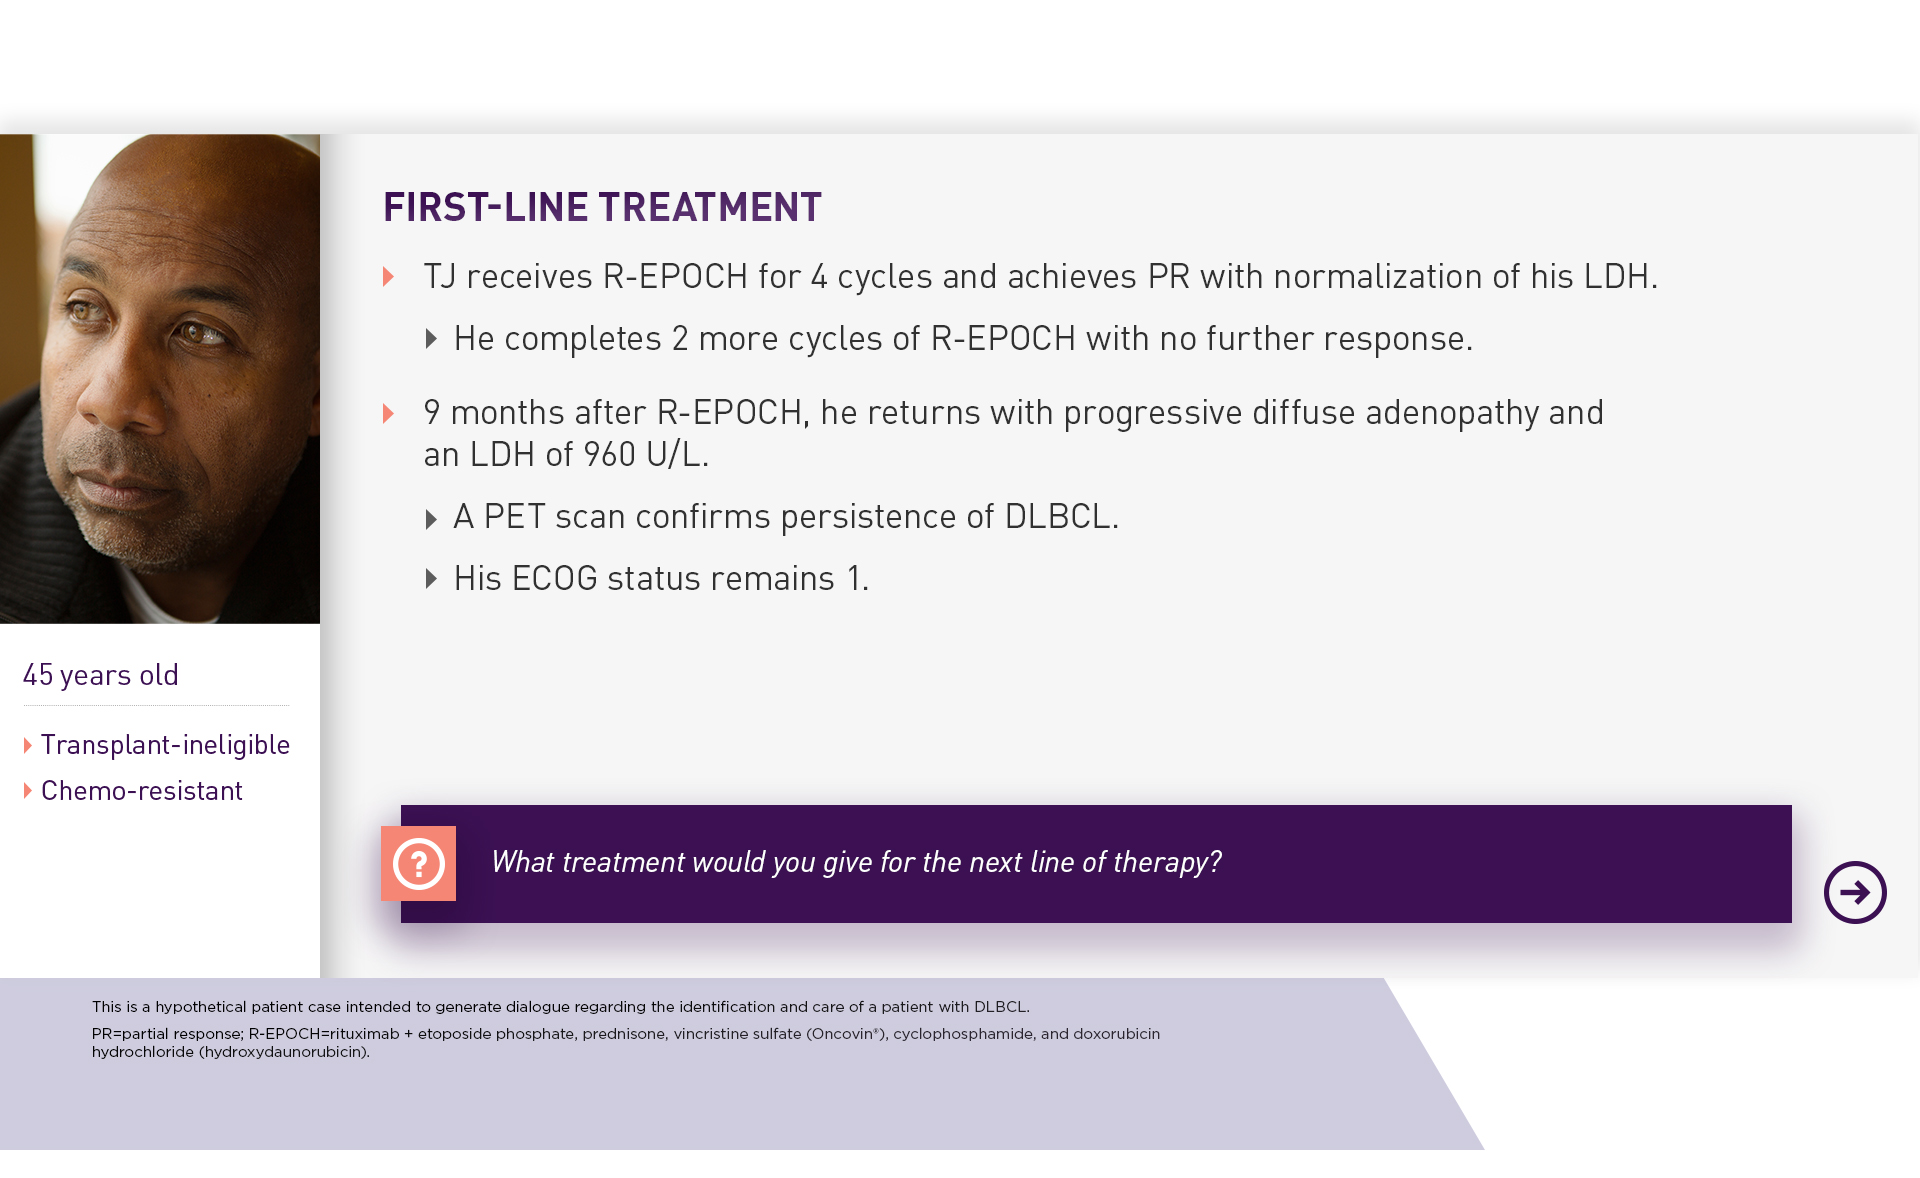 FIRST-LINE TREATMENT
TJ receives R-EPOCH for 4 cycles and achieves PR with normalization of his LDH.
He completes 2 more cycles of R-EPOCH with no further response.
9 months after R-EPOCH, he returns with progressive diffuse adenopathy and
an LDH of 960 U/L.
A PET scan confirms persistence of DLBCL.
His ECOG status remains 1.
45 years old
Transplant-ineligible
Chemo-resistant
?
What treatment would you give for the next line of therapy?
This is a hypothetical patient case intended to generate dialogue regarding the identification and care of a patient with DLBCL.
PR=partial response; R-EPOCH=rituximab + etoposide phosphate, prednisone, vincristine sulfate (Oncovin®), cyclophosphamide, and doxorubicin
hydrochloride (hydroxydaunorubicin).